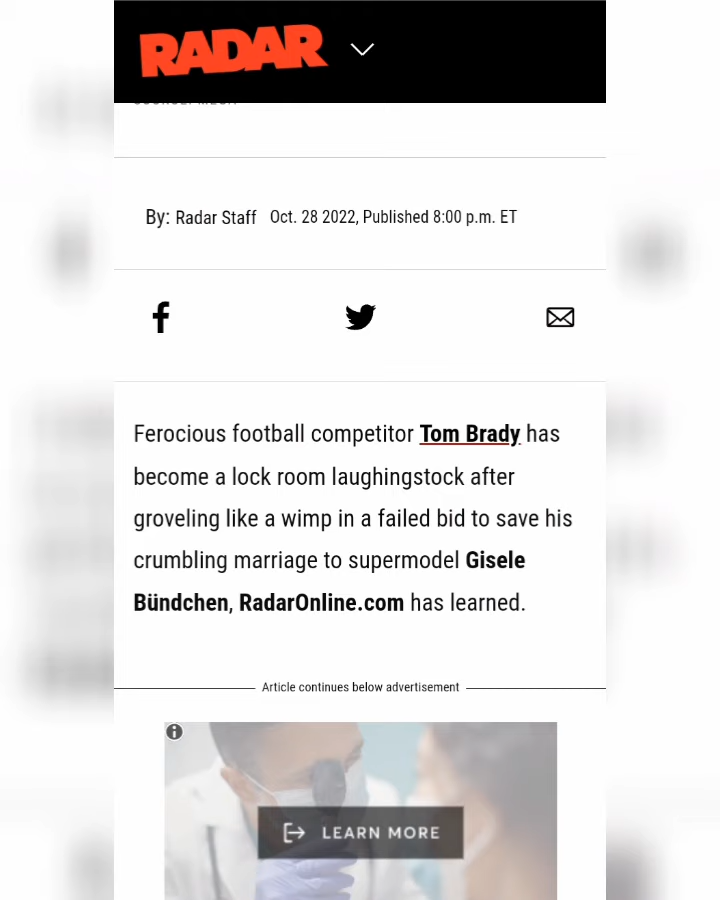 RADAR
By: Radar Staff Oct. 28 2022, Published 8:00 p.m. ET
Ferocious football competitor Tom Brady has
become a lock room laughingstock after
groveling like a wimp in a failed bid to save his
crumbling marriage to supermodel Gisele
Bündchen, RadarOnline.com has learned.
Article continues below advertisement
LEARN MORE